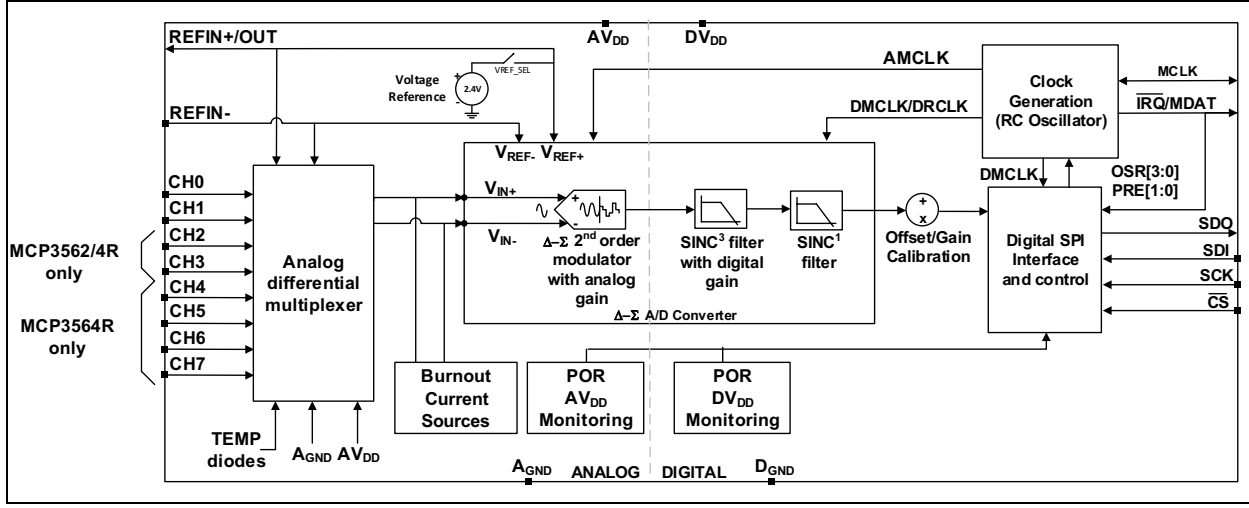 REFIN+/OUT
AVDD
DVDD
Voltage
Reference
2.4V
+
-
VREF_SEL
AMCLK
Clock
Generation
(RC Oscillator)
MCLK
IRQ/MDAT
REFIN-
DMCLK/DRCLK
VREF-
VREF+
DMCLK
OSR[3:0]
PRE[1:0]
CH0
CH1
CH2
CH3
CH4
CH5
CH6
CH7
MCP3562/4R
only
MCP3564R
only
Analog
differential
multiplexer
VIN+
VIN-
+
-
Δ–Σ 2nd order
modulator
with analog
gain
SINC3 filter
with digital
gain
SINC1
filter
Δ–Σ A/D Converter
+
x
Offset/Gain
Calibration
Digital SPI
Interface
and control
SDO
SDI
SCK
CS
Burnout
Current
Sources
POR
AVDD
Monitoring
POR
DVDD
Monitoring
TEMP
diodes
AGND
AVDD
AGND
ANALOG
DIGITAL
DGND